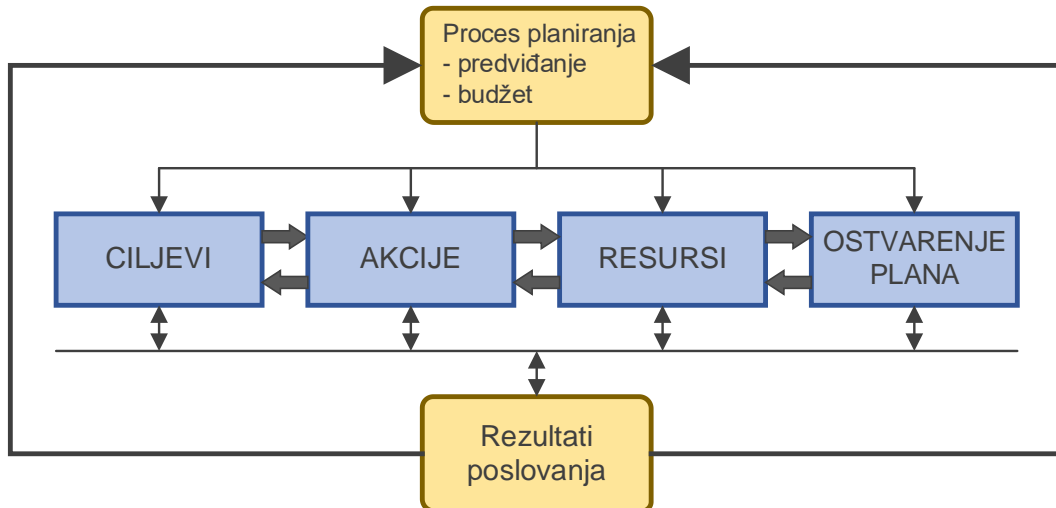 Proces planiranja
- predviđanje
- budžet
CILJEVI
AKCIJE
RESURSI
OSTVARENJE
PLANA
Rezultati
poslovanja